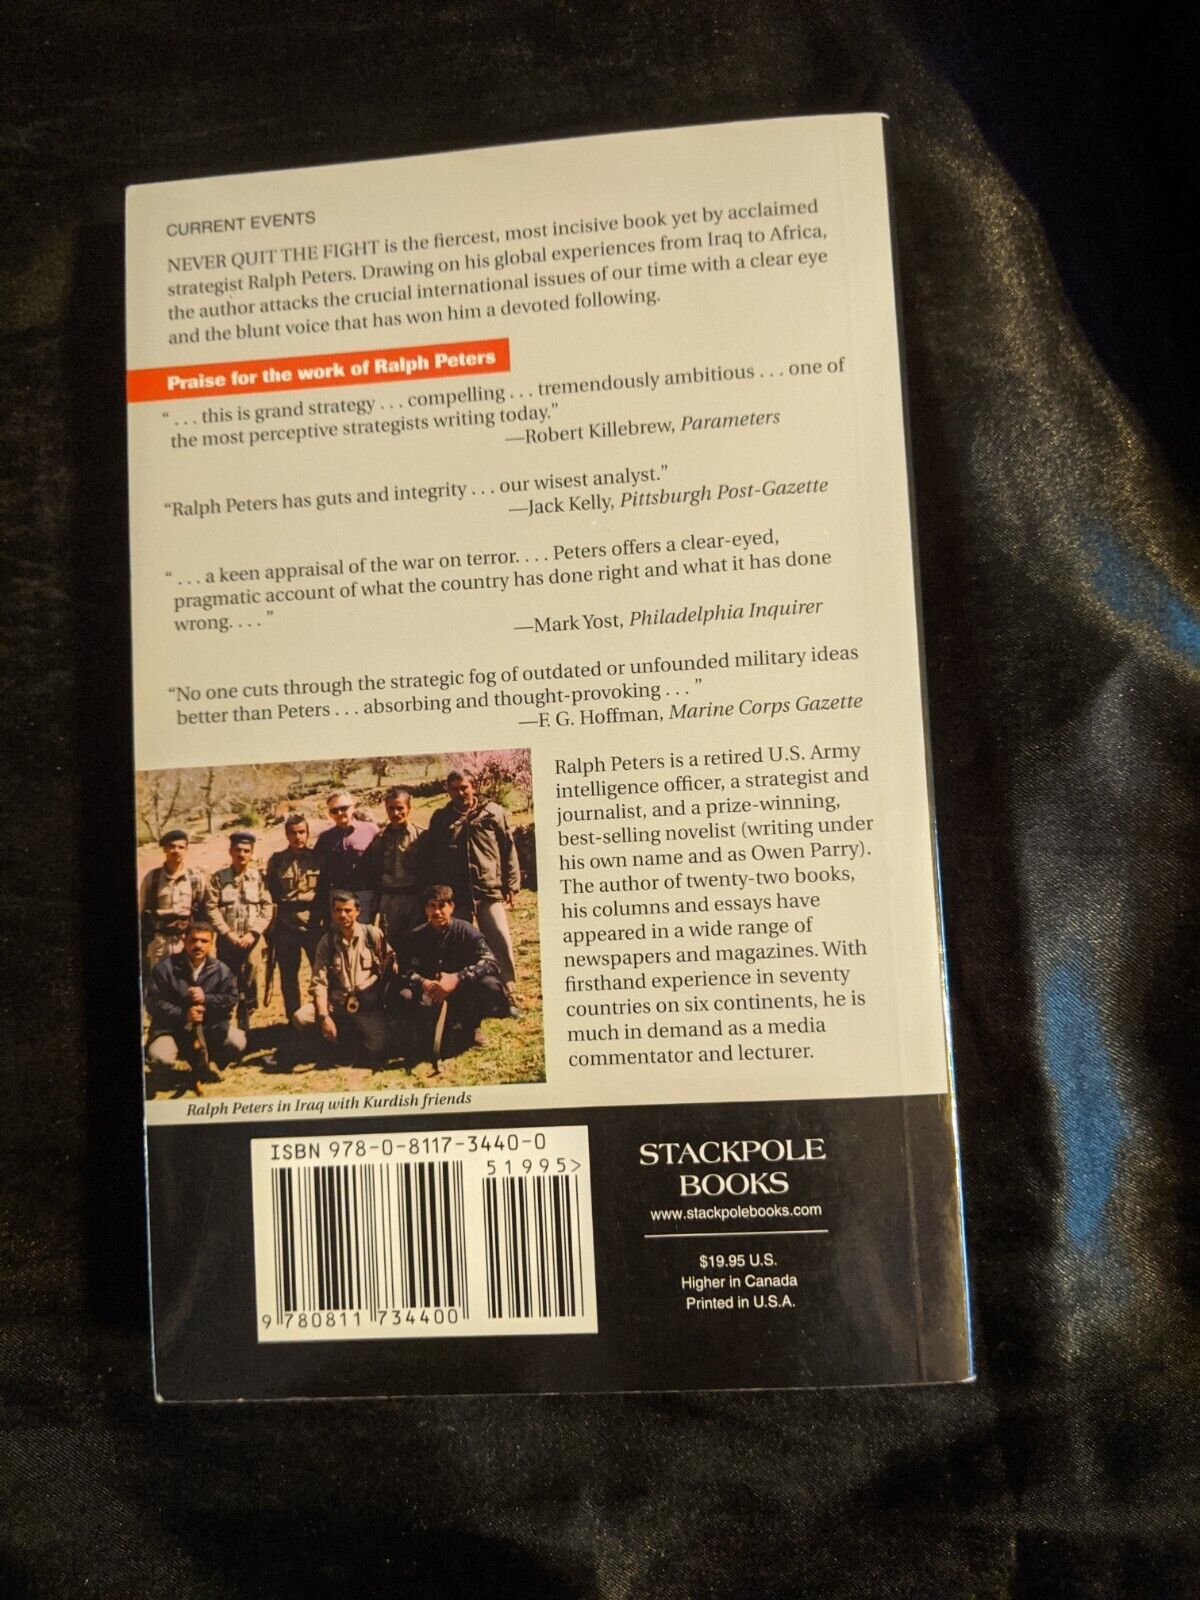 CURRENT EVENTS
NEVER QUIT THE FIGHT is the fiercest, most incisive book yet by acclaimed
strategist Ralph Peters. Drawing on his global experiences from Iraq to Africa,
the author attacks the crucial international issues of our time with a clear eye
and the blunt voice that has won him a devoted following.
Praise for the work of Ralph Peters
“ . . . this is grand strategy . . . compelling . . . tremendously ambitious . . . one of
the most perceptive strategists writing today.”
—Robert Killebrew, Parameters
“Ralph Peters has guts and integrity . . . our wisest analyst.”
—Jack Kelly, Pittsburgh Post-Gazette
“ . . . a keen appraisal of the war on terror. . . . Peters offers a clear-eyed,
pragmatic account of what the country has done right and what it has done
wrong. . . . ”
—Mark Yost, Philadelphia Inquirer
“No one cuts through the strategic fog of outdated or unfounded military ideas
better than Peters . . . absorbing and thought-provoking . . . ”
—F. G. Hoffman, Marine Corps Gazette
Ralph Peters is a retired U.S. Army
intelligence officer, a strategist and
journalist, and a prize-winning,
best-selling novelist (writing under
his own name and as Owen Parry).
The author of twenty-two books,
his columns and essays have
appeared in a wide range of
newspapers and magazines. With
firsthand experience in seventy
countries on six continents, he is
much in demand as a media
commentator and lecturer.
Ralph Peters in Iraq with Kurdish friends
ISBN 978-0-8117-3440-0
51995>
9 780811 734400
STACKPOLE
BOOKS
www.stackpolebooks.com
$19.95 U.S.
Higher in Canada
Printed in U.S.A.